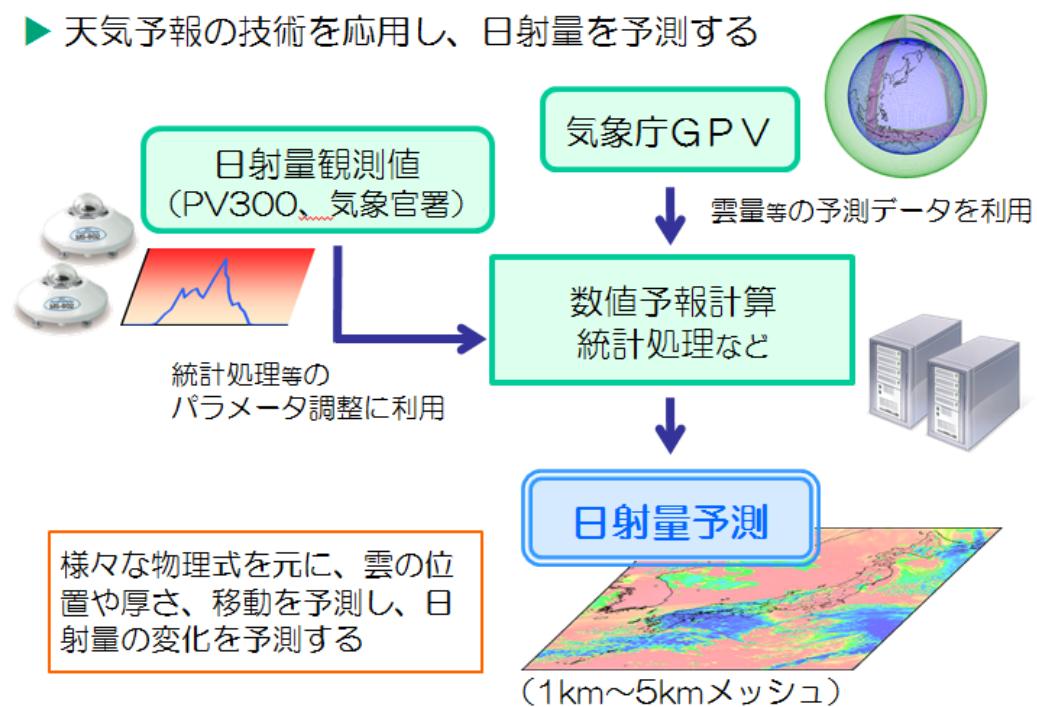 ▶ 天気予報の技術を応用し、日射量を予測する
気象庁GPV
日射量観測値
(PV300、気象官署)
雲量等の予測データを利用
数値予報計算
統計処理など
統計処理等の
パラメータ調整に利用
日射量予測
様々な物理式を元に、雲の位
置や厚さ、移動を予測し、日
射量の変化を予測する
(1km～5kmメッシュ)